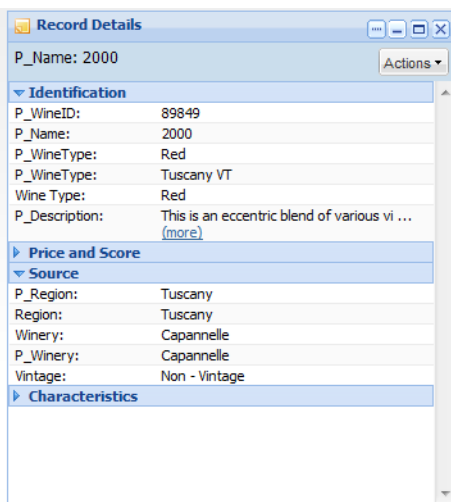 Record Details
P_Name: 2000
Actions
Identification
P_WineID: 89849
P_Name: 2000
P_WineType: Red
P_WineType: Tuscany VT
Wine Type: Red
P_Description: This is an eccentric blend of various vi ...
(more)
Price and Score
Source
P_Region: Tuscany
Region: Tuscany
Winery: Capannelle
P_Winery: Capannelle
Vintage: Non - Vintage
Characteristics